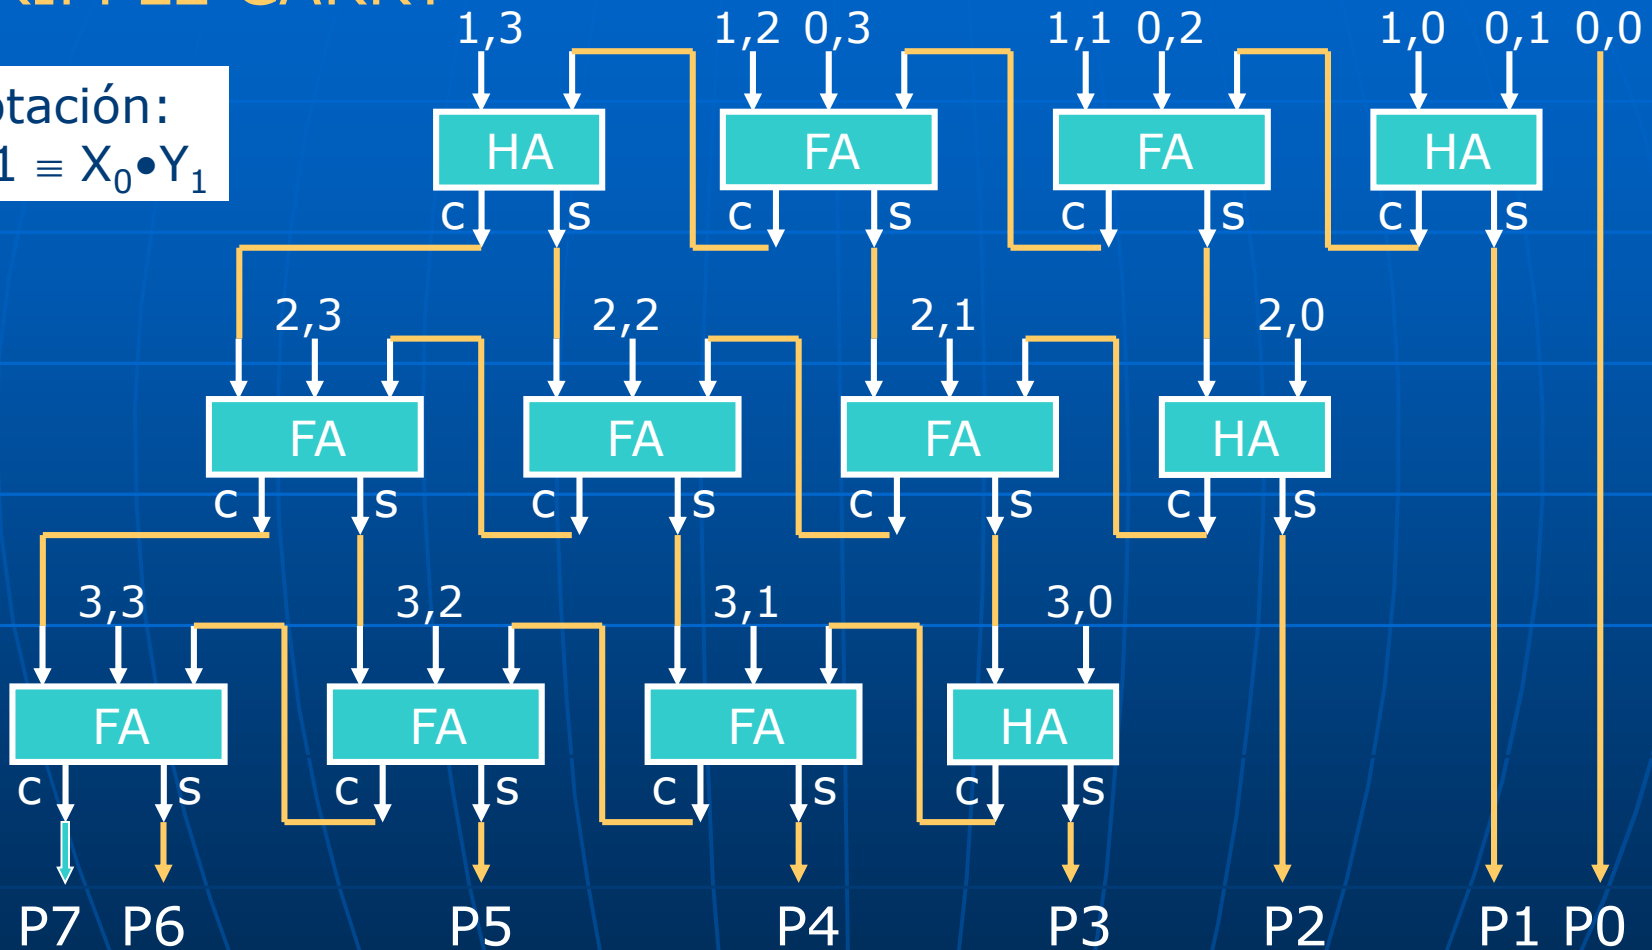 CARRY
1,3 1,2 0,3 1,1 0,2 1,0 0,1 0,0
otación:
1 ≡ X₀•Y₁
HA FA FA HA
c s c s c s c s
2,3 2,2 2,1 2,0
FA FA FA HA
c s c s c s c s
3,3 3,2 3,1 3,0
FA FA FA HA
c s c s c s c s
P7 P6 P5 P4 P3 P2 P1 P0